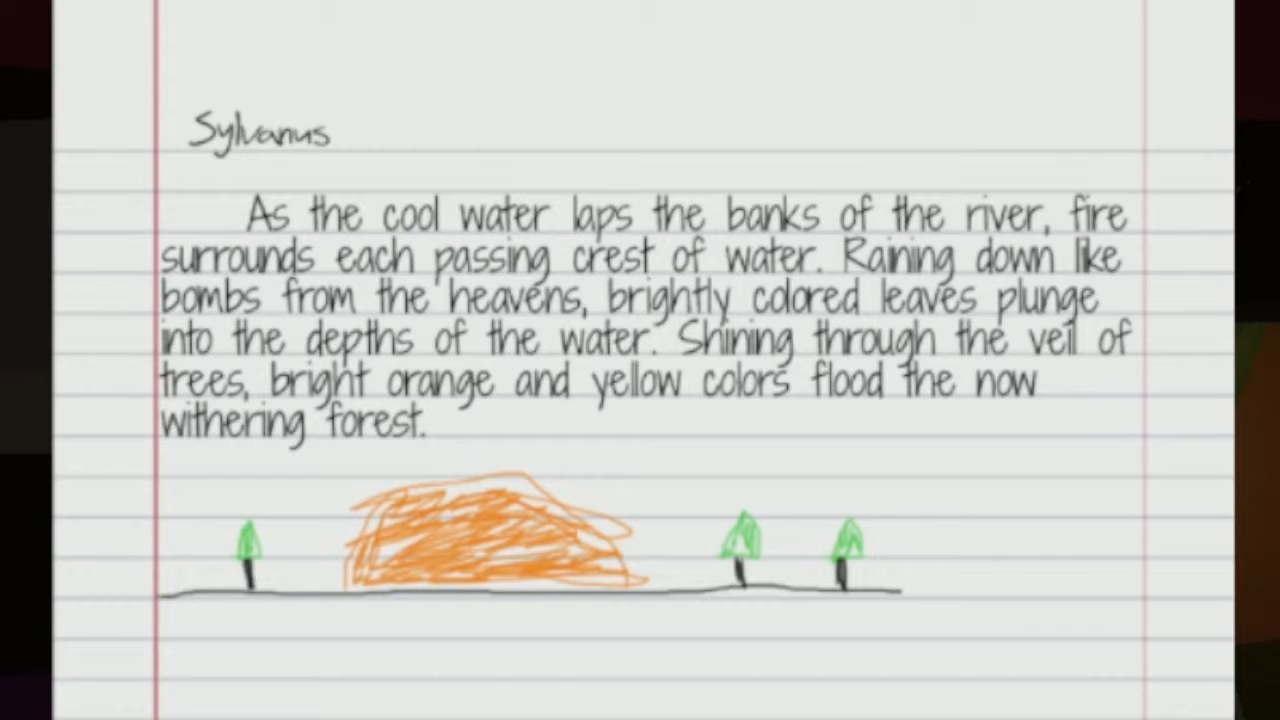 Sylvanus
As the cool water laps the banks of the river, fire
surrounds each passing crest of water. Raining down like
bombs from the heavens, brightly colored leaves plunge
into the depths of the water. Shining through the veil of
trees, bright orange and yellow colors flood the now
withering forest.